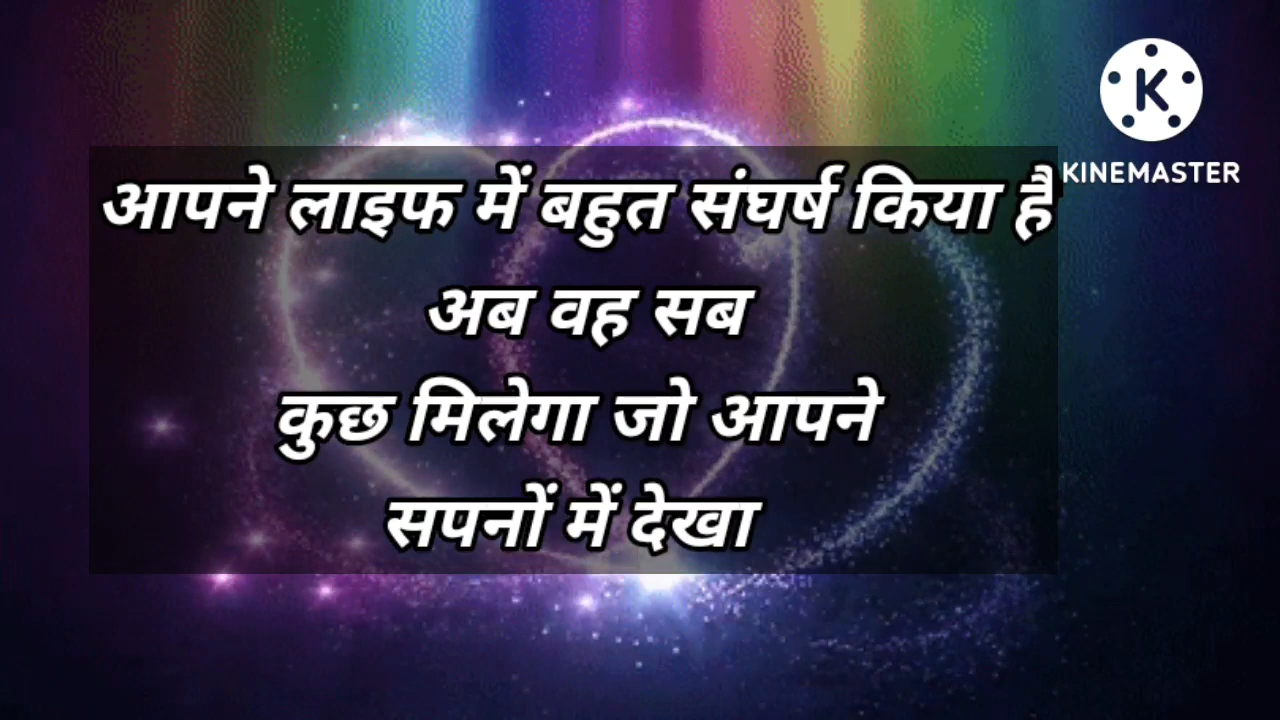 आपने लाइफ में बहुत संघर्ष किया है
अब वह सब
कुछ मिलेगा जो आपने
सपनों में देखा
K
KINEMASTER